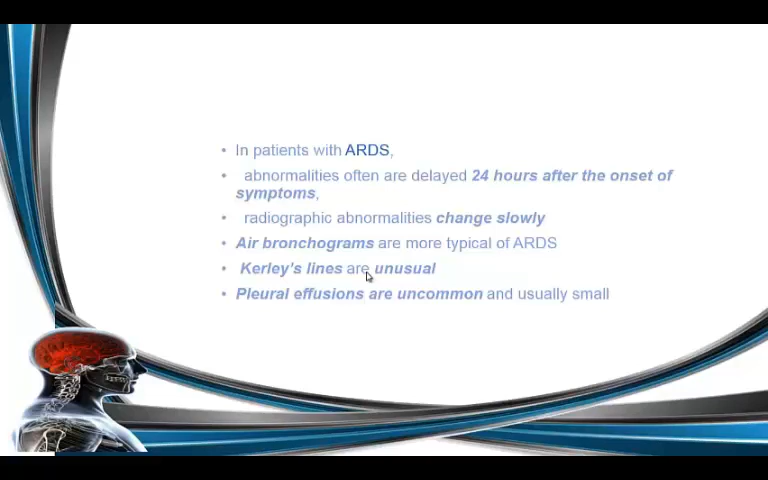 • In patients with ARDS,
• abnormalities often are delayed 24 hours after the onset of
symptoms,
• radiographic abnormalities change slowly
• Air bronchograms are more typical of ARDS
• Kerley's lines are unusual
• Pleural effusions are uncommon and usually small